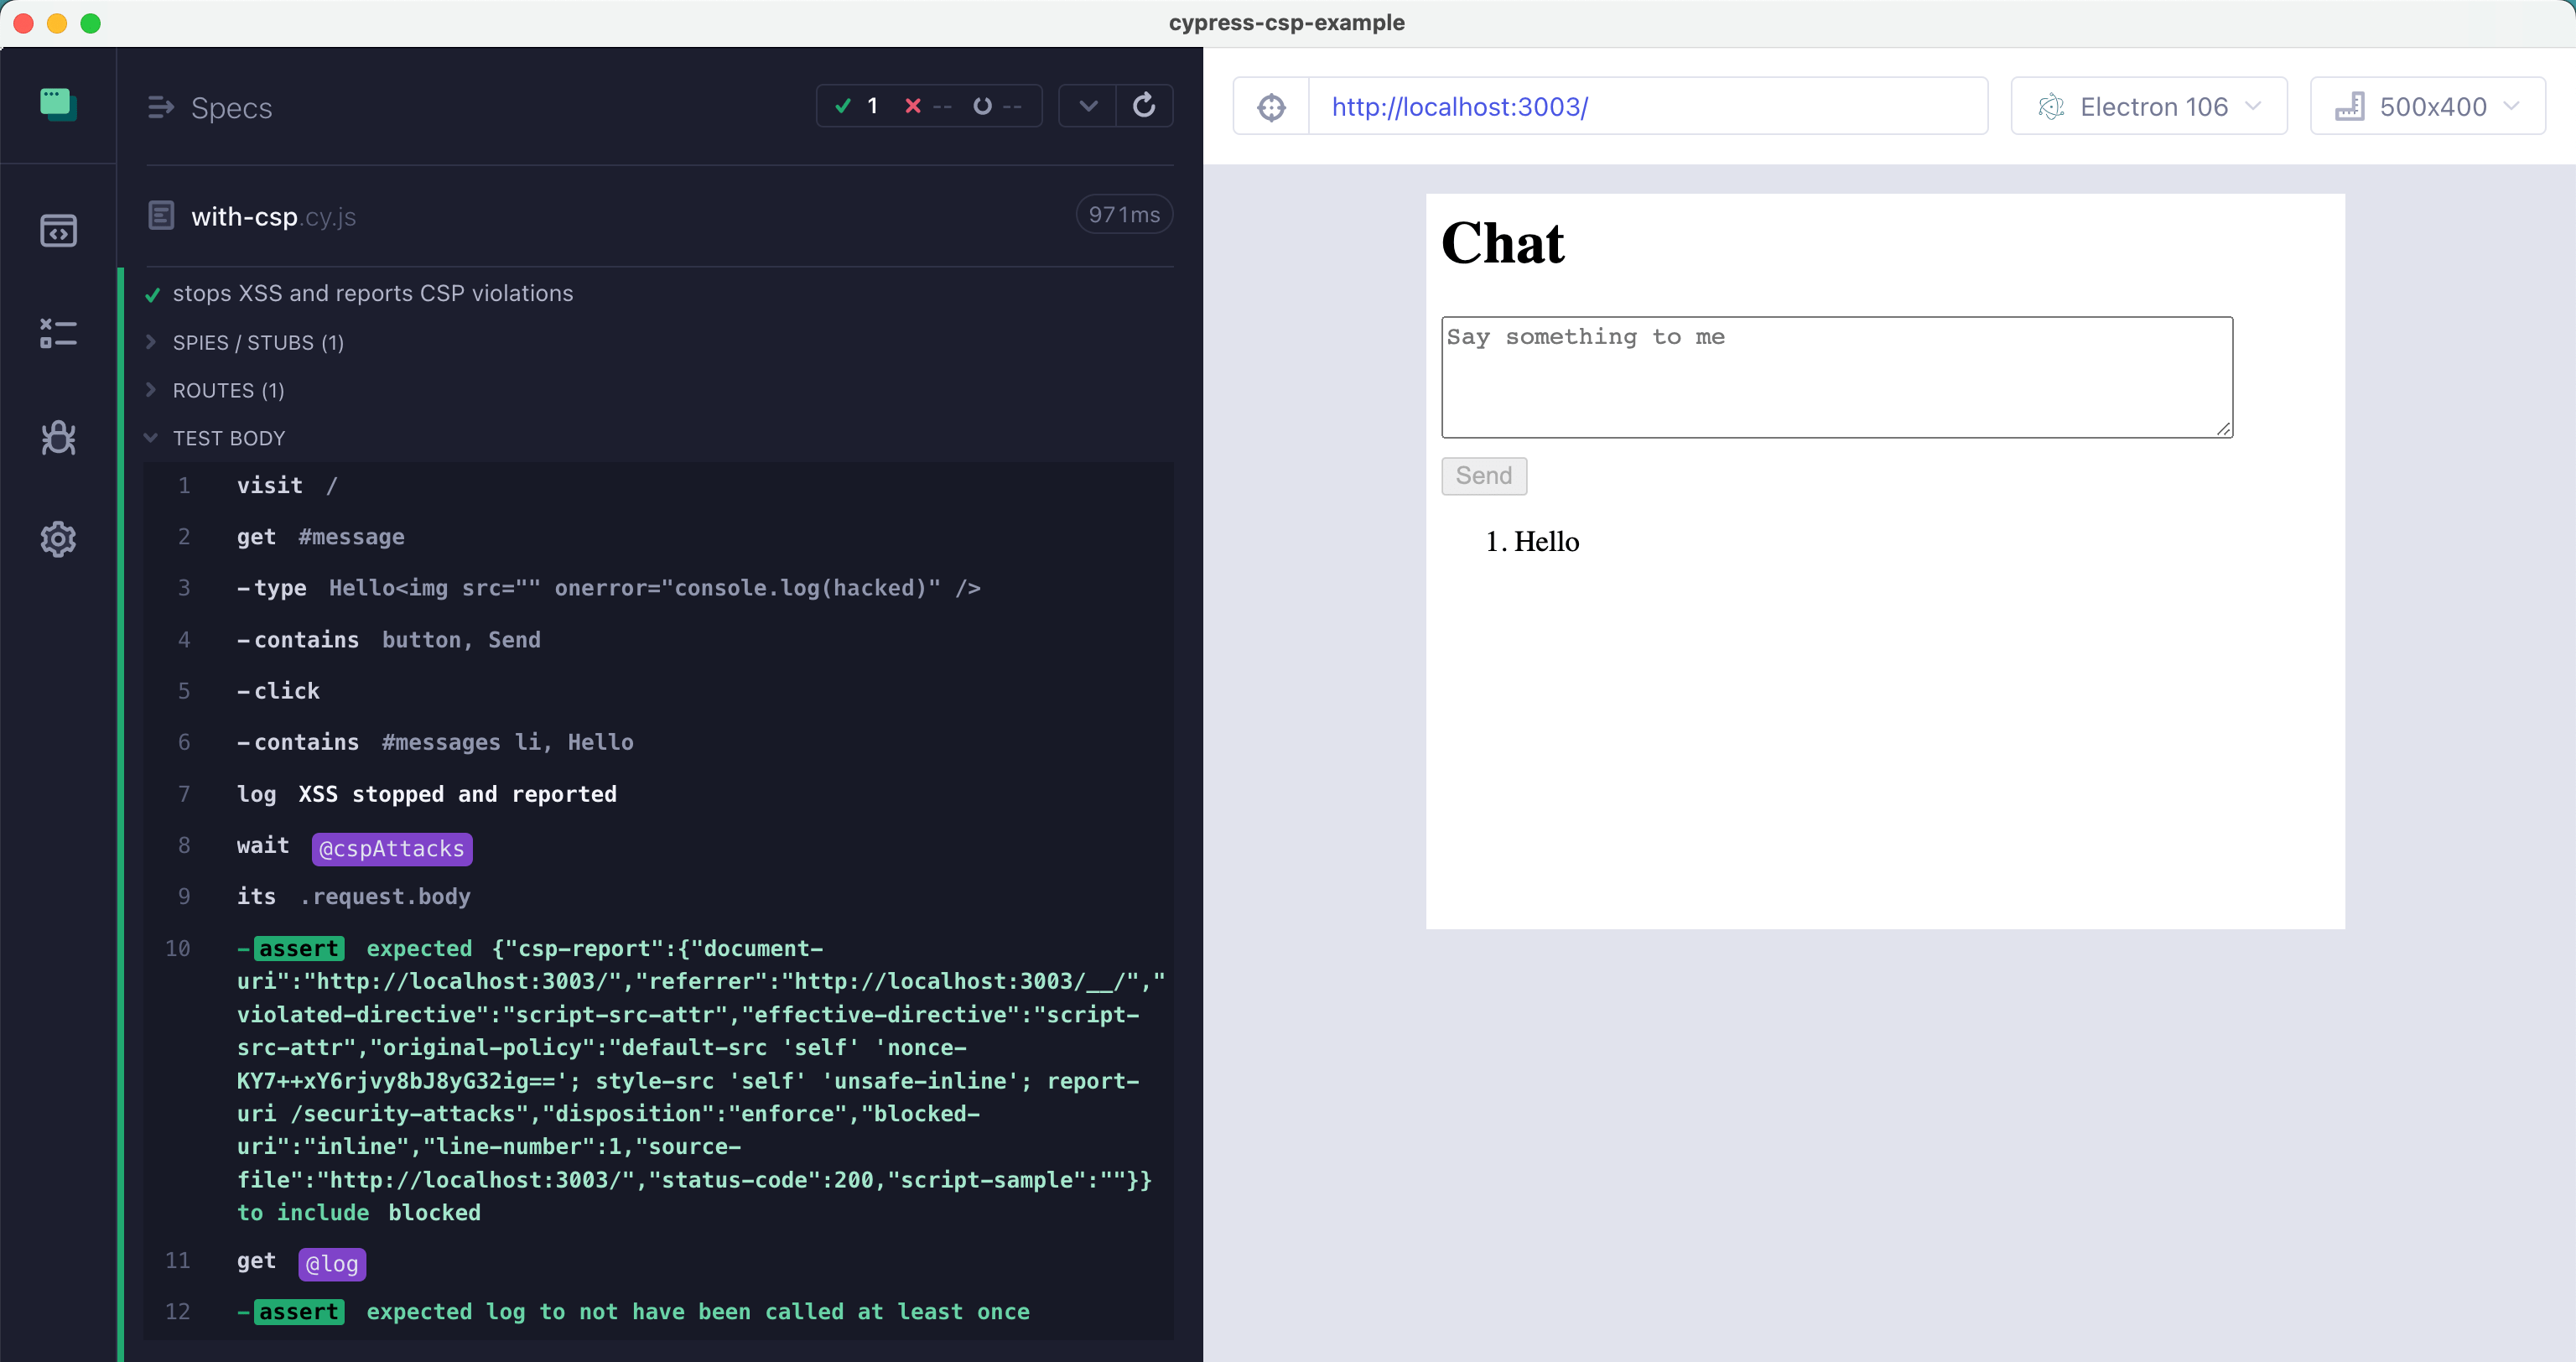 cypress-csp-example
Specs
1 -- --
with-csp.cy.js
971ms
stops XSS and reports CSP violations
SPIES / STUBS (1)
ROUTES (1)
TEST BODY
1 visit /
2 get #message
3 -type Hello<img src="" onerror="console.log(hacked)" />
4 -contains button, Send
5 -click
6 -contains #messages li, Hello
7 log XSS stopped and reported
8 wait @cspAttacks
9 its .request.body
10 -assert expected {"csp-report":{"document-
uri":"http://localhost:3003/","referrer":"http://localhost:3003/__/","
violated-directive":"script-src-attr","effective-directive":"script-
src-attr","original-policy":"default-src 'self' 'nonce-
KY7++xY6rjvy8bJ8yG32ig=='; style-src 'self' 'unsafe-inline'; report-
uri /security-attacks","disposition":"enforce","blocked-
uri":"inline","line-number":1,"source-
file":"http://localhost:3003/","status-code":200,"script-sample":""}}
to include blocked
11 get @log
12 -assert expected log to not have been called at least once
http://localhost:3003/
Electron 106
500x400
Chat
Say something to me
Send
1. Hello